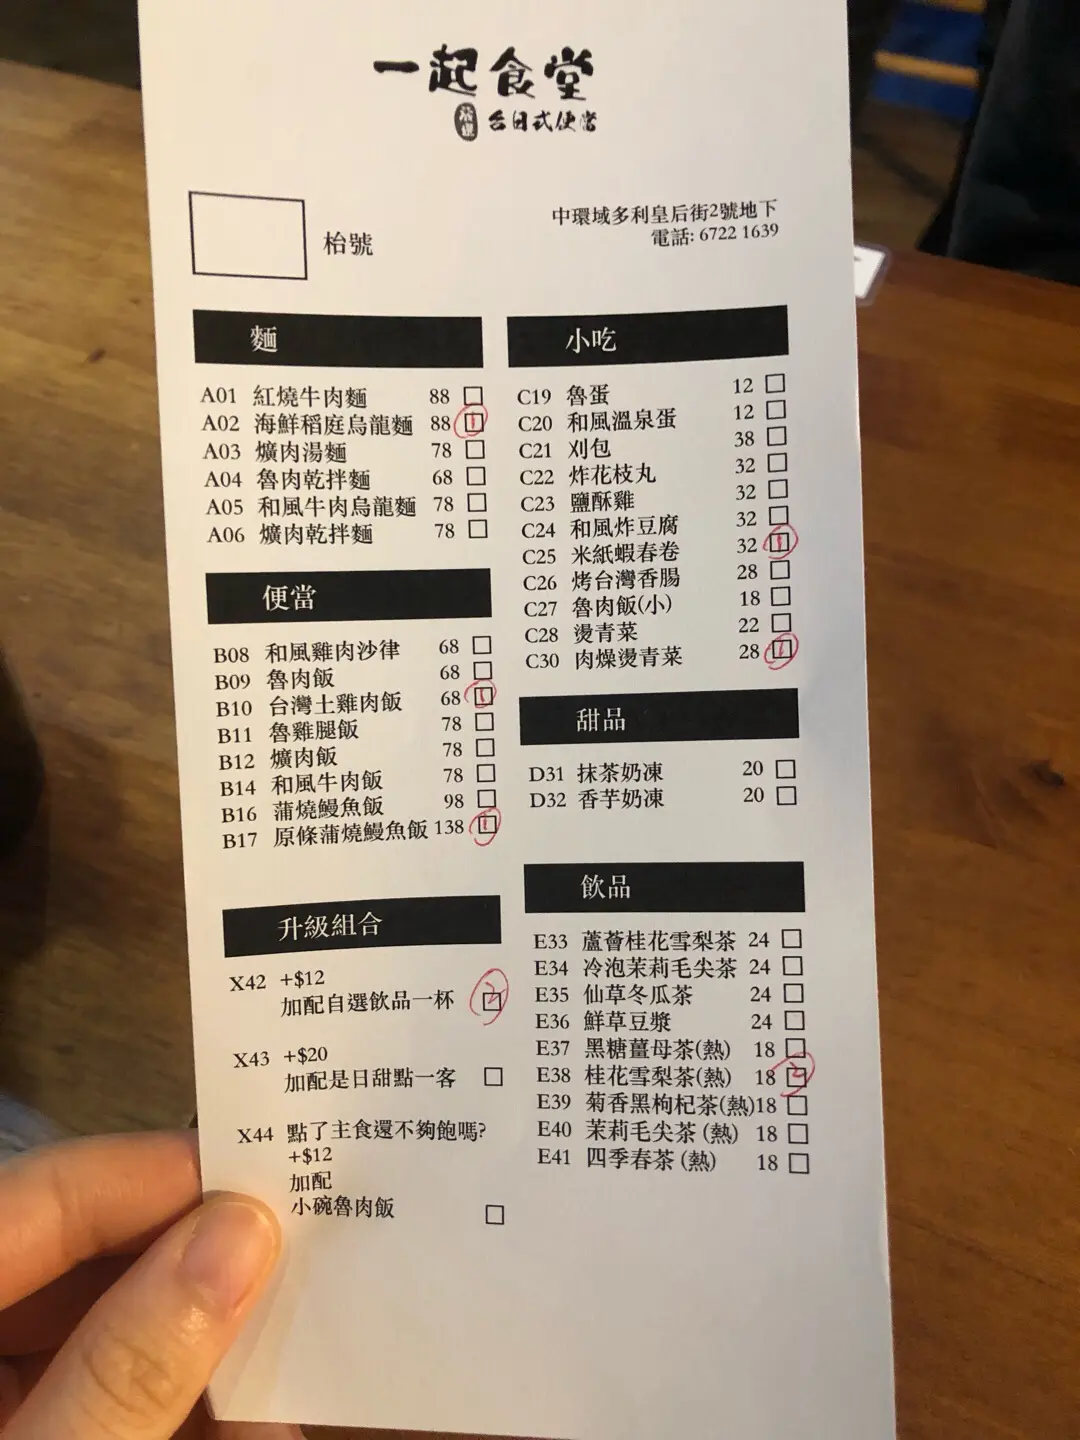 一起食堂
台日式便當
枱號
中環域多利皇后街2號地下
電話: 6722 1639
麵
A01 紅燒牛肉麵 88
A02 海鮮稻庭烏龍麵 88 1
A03 爌肉湯麵 78
A04 魯肉乾拌麵 68
A05 和風牛肉烏龍麵 78
A06 爌肉乾拌麵 78
便當
B08 和風雞肉沙律 68
B09 魯肉飯 68
B10 台灣土雞肉飯 68 1
B11 魯雞腿飯 78
B12 爌肉飯 78
B14 和風牛肉飯 78
B16 蒲燒鰻魚飯 98
B17 原條蒲燒鰻魚飯 138 1
升級組合
X42 +$12
加配自選飲品一杯
X43 +$20
加配是日甜點一客
X44 點了主食還不夠飽嗎?
+$12
加配
小碗魯肉飯
小吃
C19 魯蛋 12
C20 和風溫泉蛋 12
C21 刈包 38
C22 炸花枝丸 32
C23 鹽酥雞 32
C24 和風炸豆腐 32
C25 米紙蝦春卷 32 1
C26 烤台灣香腸 28
C27 魯肉飯(小) 18
C28 燙青菜 22
C30 肉燥燙青菜 28 1
甜品
D31 抹茶奶凍 20
D32 香芋奶凍 20
飲品
E33 蘆薈桂花雪梨茶 24
E34 冷泡茉莉毛尖茶 24
E35 仙草冬瓜茶 24
E36 鮮草豆漿 24
E37 黑糖薑母茶(熱) 18
E38 桂花雪梨茶(熱) 18
E39 菊香黑枸杞茶(熱)18
E40 茉莉毛尖茶 (熱) 18
E41 四季春茶 (熱) 18